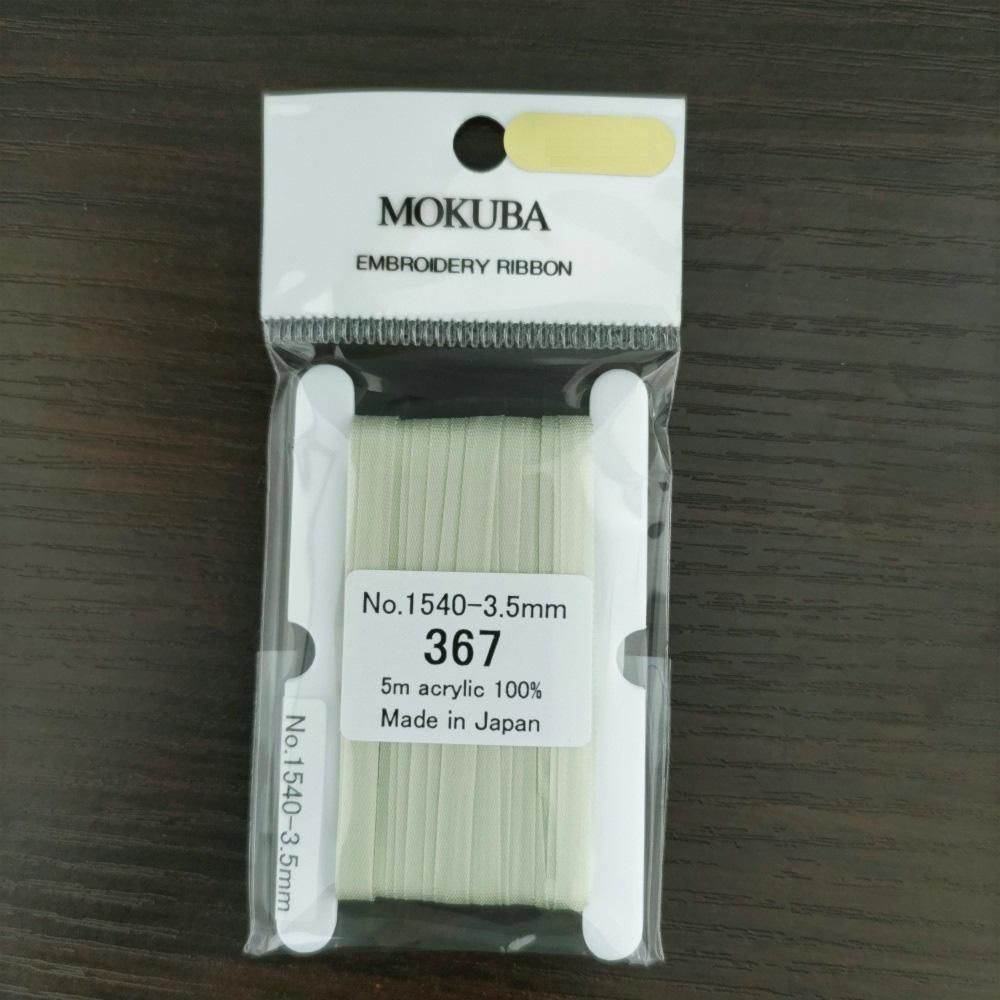 MOKUBA
EMBROIDERY RIBBON
No.1540-3.5mm
367
5m acrylic 100%
Made in Japan
No.1540-3.5mm